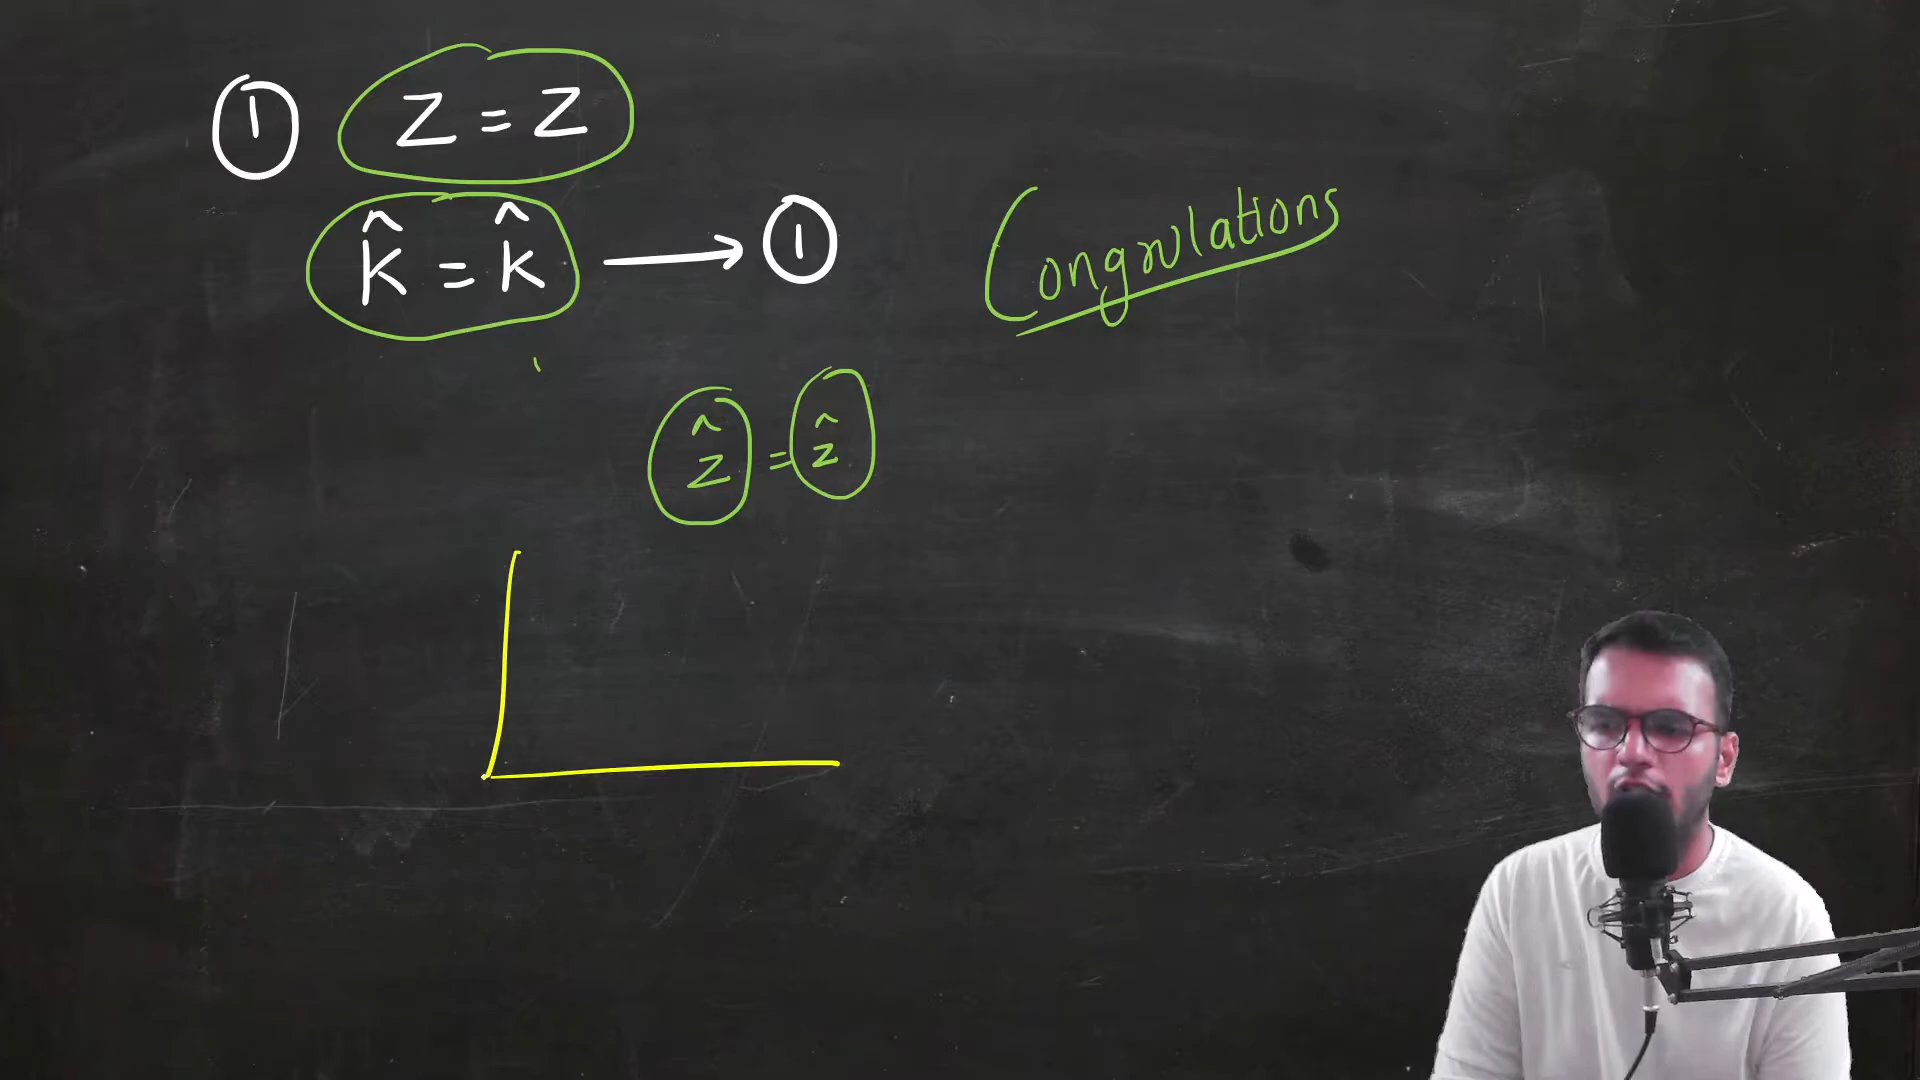 ① Z = Z
k̂ = k̂ → ①
Congrulations
ẑ = ẑ